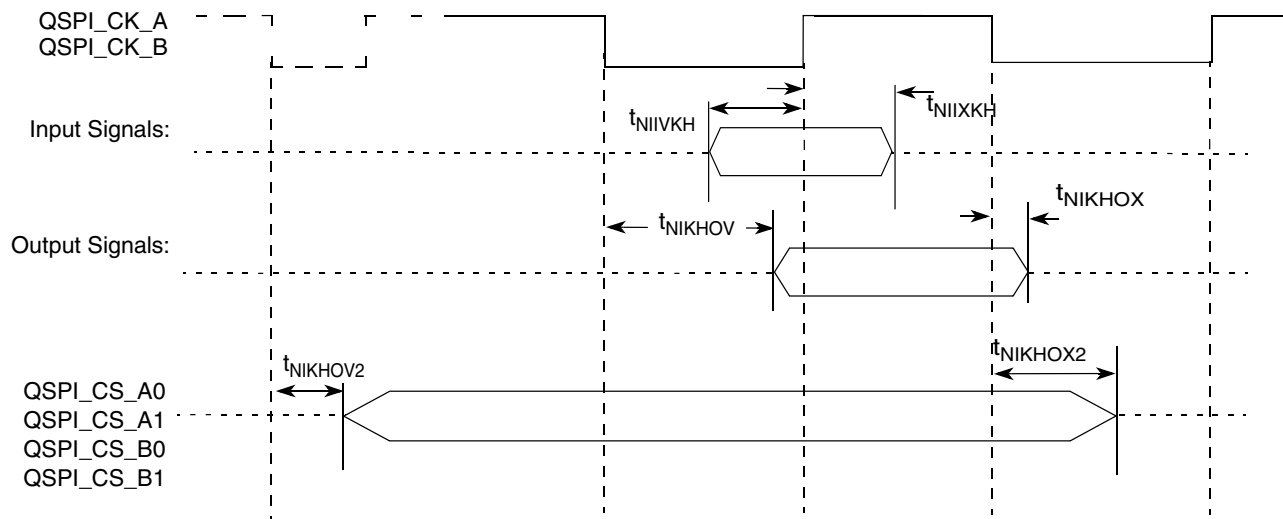 QSPI_CK_A
QSPI_CK_B
tNIIVKH
tNIIXKH
Input Signals:
tNIKHOX
tNIKHOV
Output Signals:
tNIKHOV2
tNIKHOX2
QSPI_CS_A0
QSPI_CS_A1
QSPI_CS_B0
QSPI_CS_B1